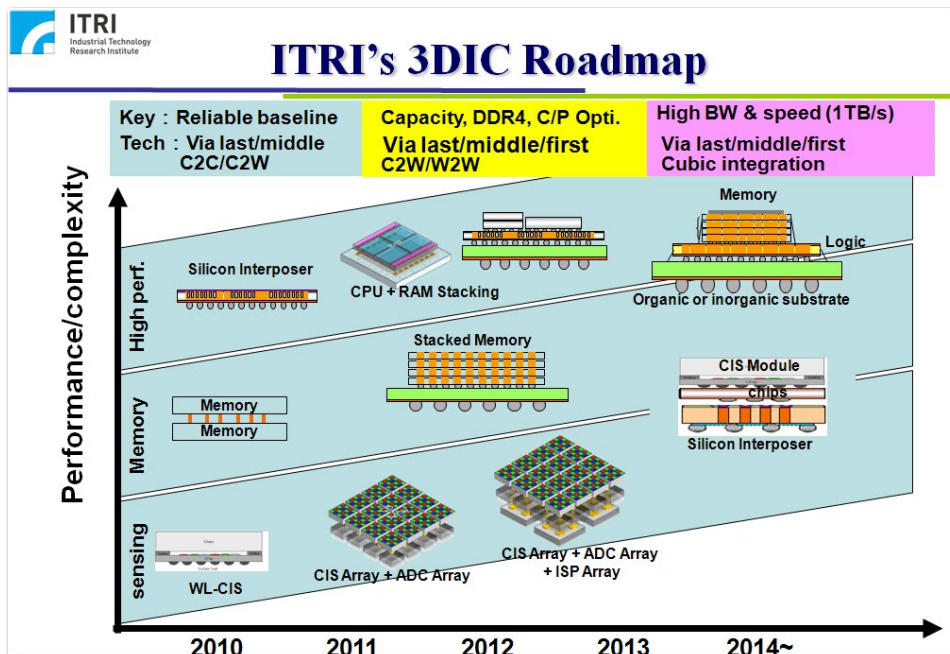 ITRI
Industrial Technology
Research Institute
ITRI's 3DIC Roadmap
Key : Reliable baseline
Tech : Via last/middle
C2C/C2W
Capacity, DDR4, C/P Opti.
Via last/middle/first
C2W/W2W
High BW & speed (1TB/s)
Via last/middle/first
Cubic integration
Performance/complexity
High perf.
Silicon Interposer
CPU + RAM Stacking
Memory
Logic
Organic or inorganic substrate
Memory
Memory
Memory
Stacked Memory
CIS Module
chips
Silicon Interposer
sensing
WL-CIS
CIS Array + ADC Array
CIS Array + ADC Array
+ ISP Array
2010
2011
2012
2013
2014~